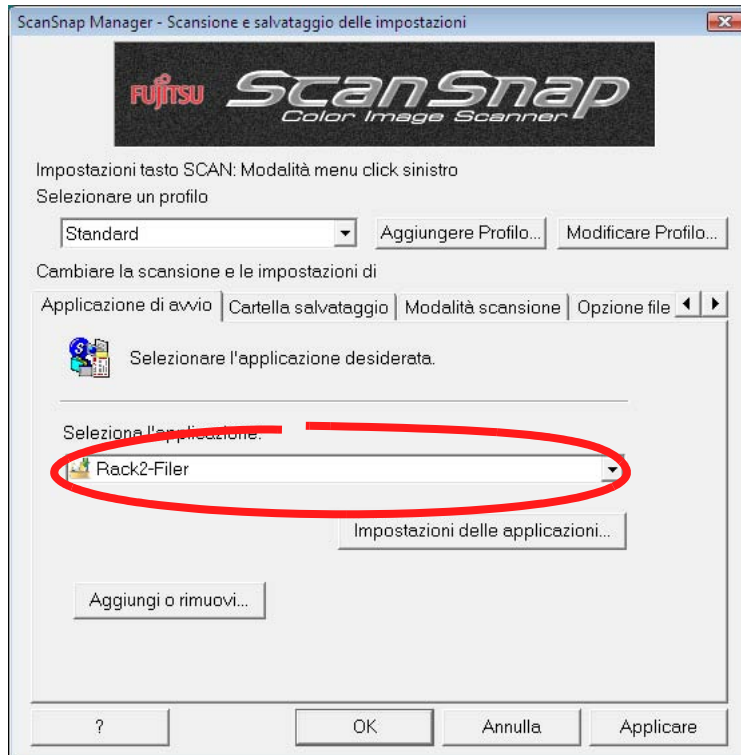 ScanSnap Manager - Scansione e salvataggio delle impostazioni
FUJITSU ScanSnap
Color Image Scanner
Impostazioni tasto SCAN: Modalità menu click sinistro
Selezionare un profilo
Standard Aggiungere Profilo... Modificare Profilo...
Cambiare la scansione e le impostazioni di
Applicazione di avvio Cartella salvataggio Modalità scansione Opzione file
Selezionare l'applicazione desiderata.
Seleziona l'applicazione:
Rack2-Filer
Impostazioni delle applicazioni...
Aggiungi o rimuovi...
? OK Annulla Applicare